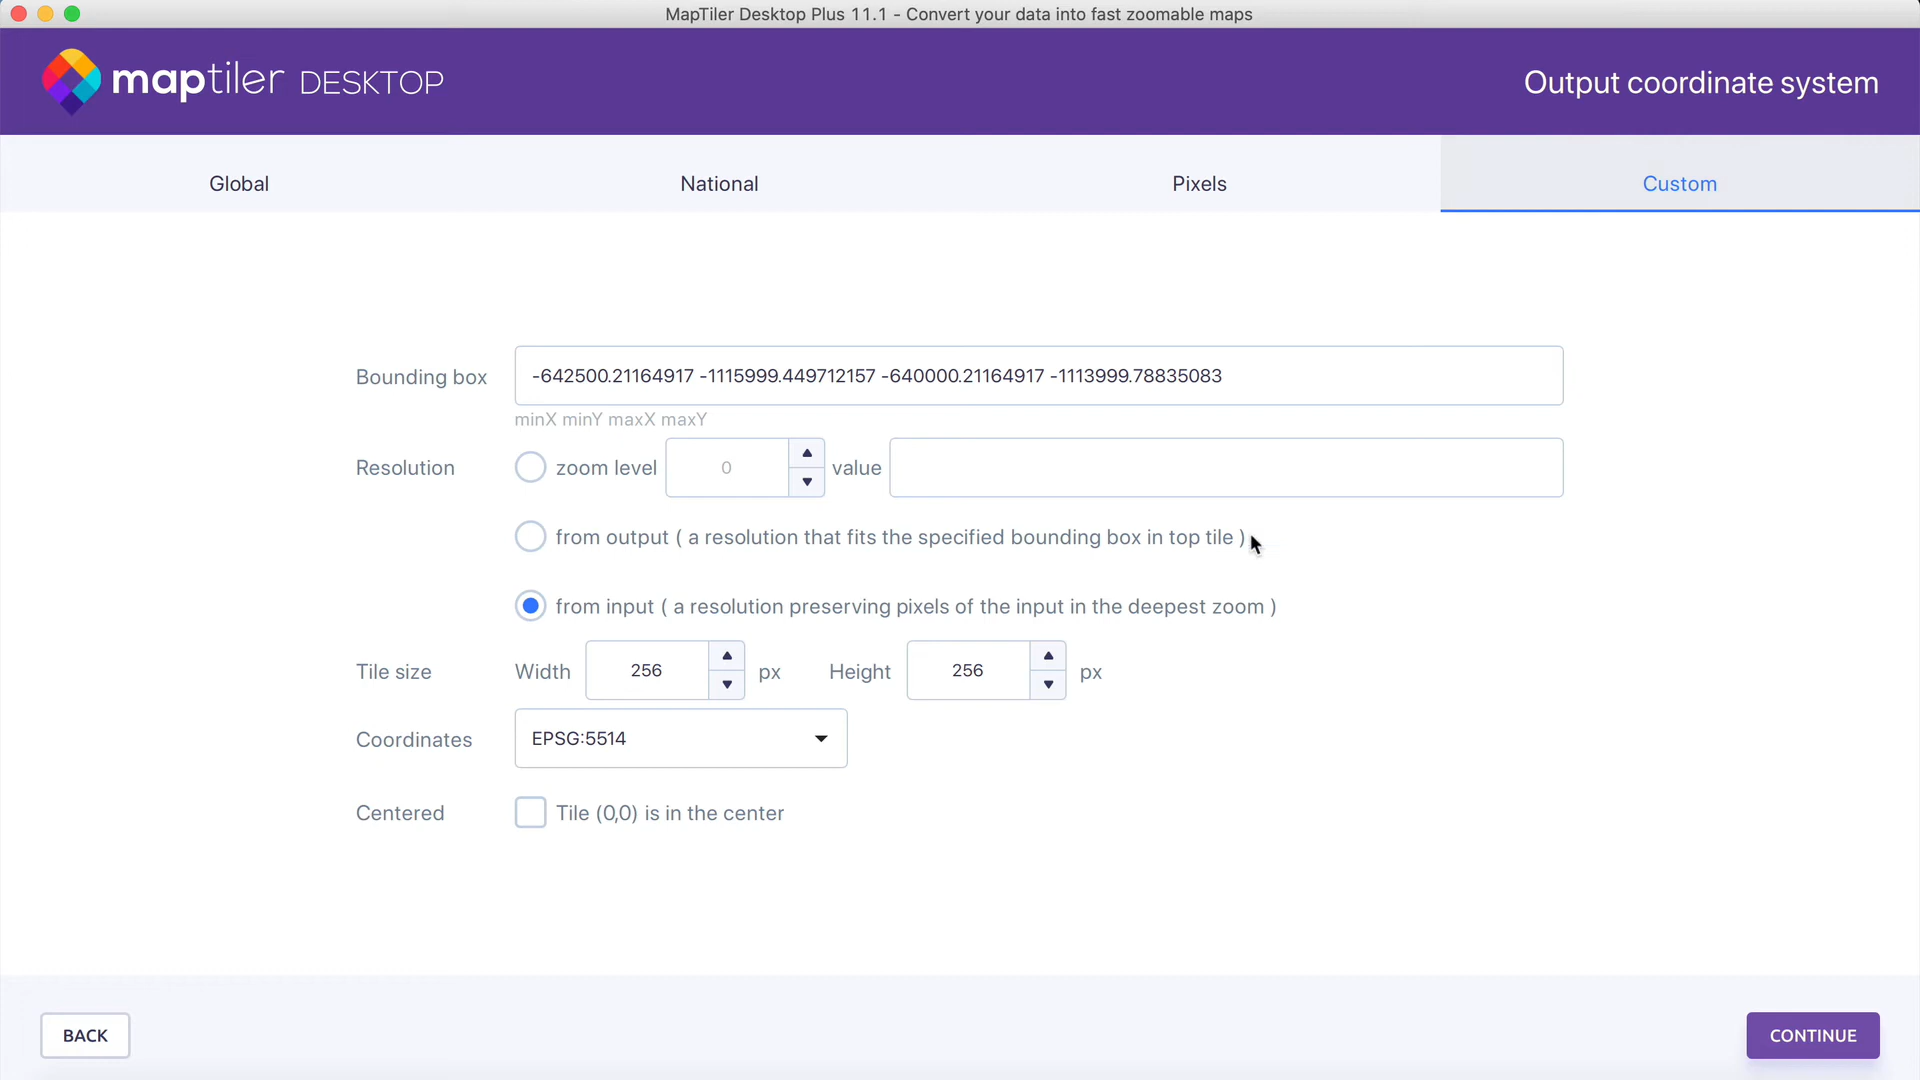 MapTiler Desktop Plus 11.1 - Convert your data into fast zoomable maps
maptiler DESKTOP
Output coordinate system
Global
National
Pixels
Custom
Bounding box
-642500.21164917 -1115999.449712157 -640000.21164917 -1113999.78835083
minX minY maxX maxY
Resolution
zoom level
0
value
from output ( a resolution that fits the specified bounding box in top tile )
from input ( a resolution preserving pixels of the input in the deepest zoom )
Tile size
Width
256
px
Height
256
px
Coordinates
EPSG:5514
Centered
Tile (0,0) is in the center
BACK
CONTINUE